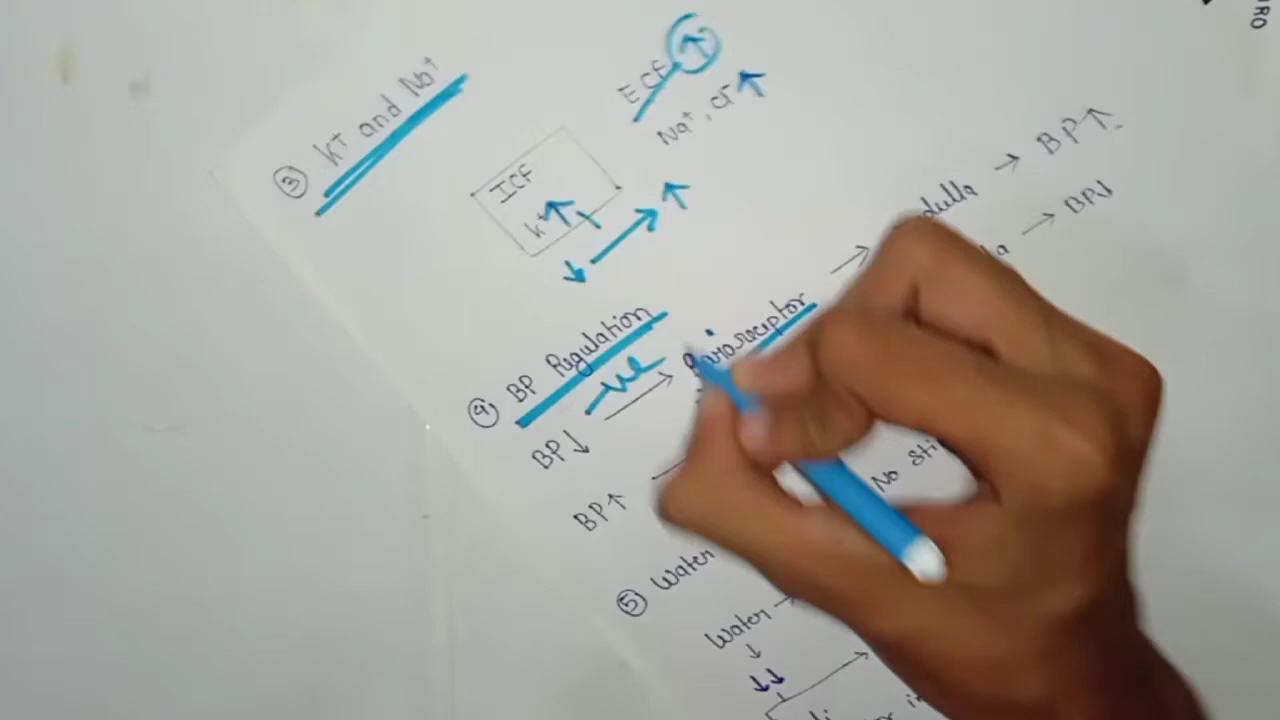 ③ K⁺ and Na⁺
ECF ↑
Na⁺, Cl⁻ ↑
ICF
K⁺ ↑
④ BP Regulation
-ve
BP↓ → Baroreceptor → → BP↑
BP↑ No → BP↓
⑤ Water
Water →
↓
↓↓